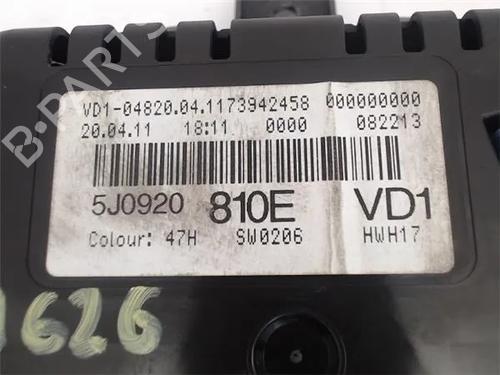 B-PARTS
VD1-04820.04.1173942458 000000000
20.04.11 18:11 0000 082213
5J0920 810E VD1
Colour: 47H SW0206 HWH17
626